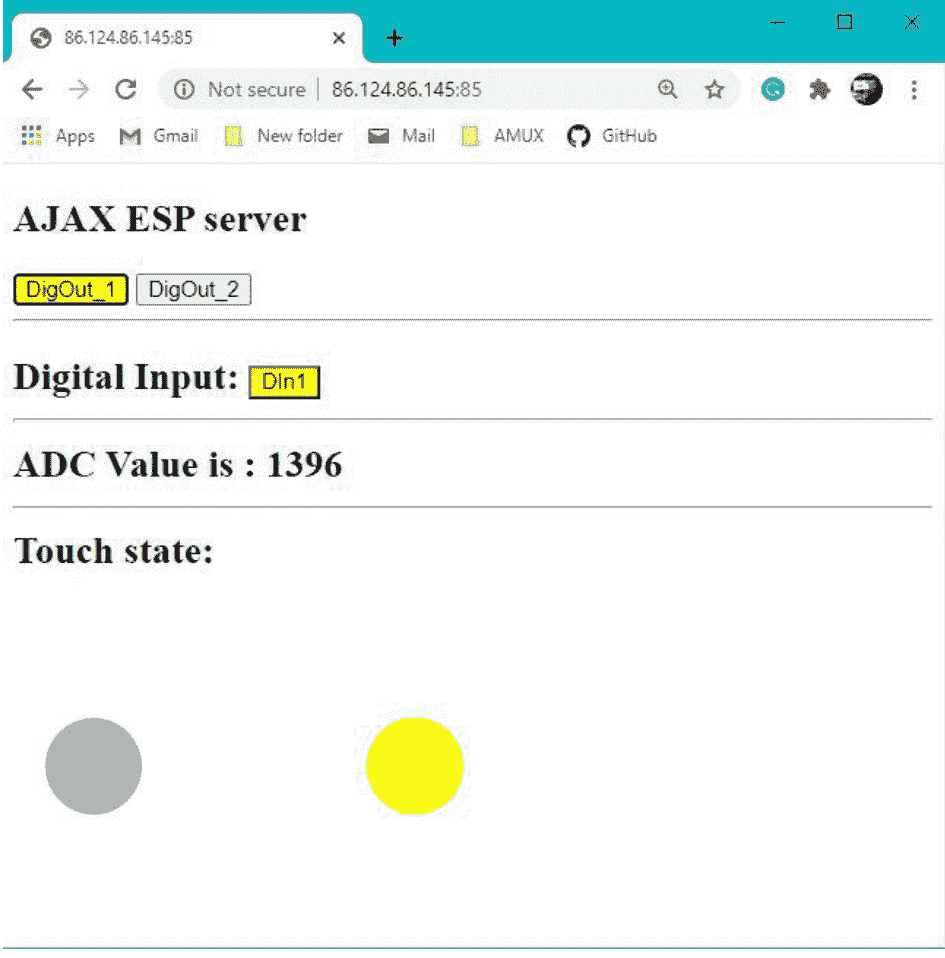 86.124.86.145:85
Not secure | 86.124.86.145:85
Apps Gmail New folder Mail AMUX GitHub
AJAX ESP server
DigOut_1 DigOut_2
Digital Input: DIn1
ADC Value is : 1396
Touch state: